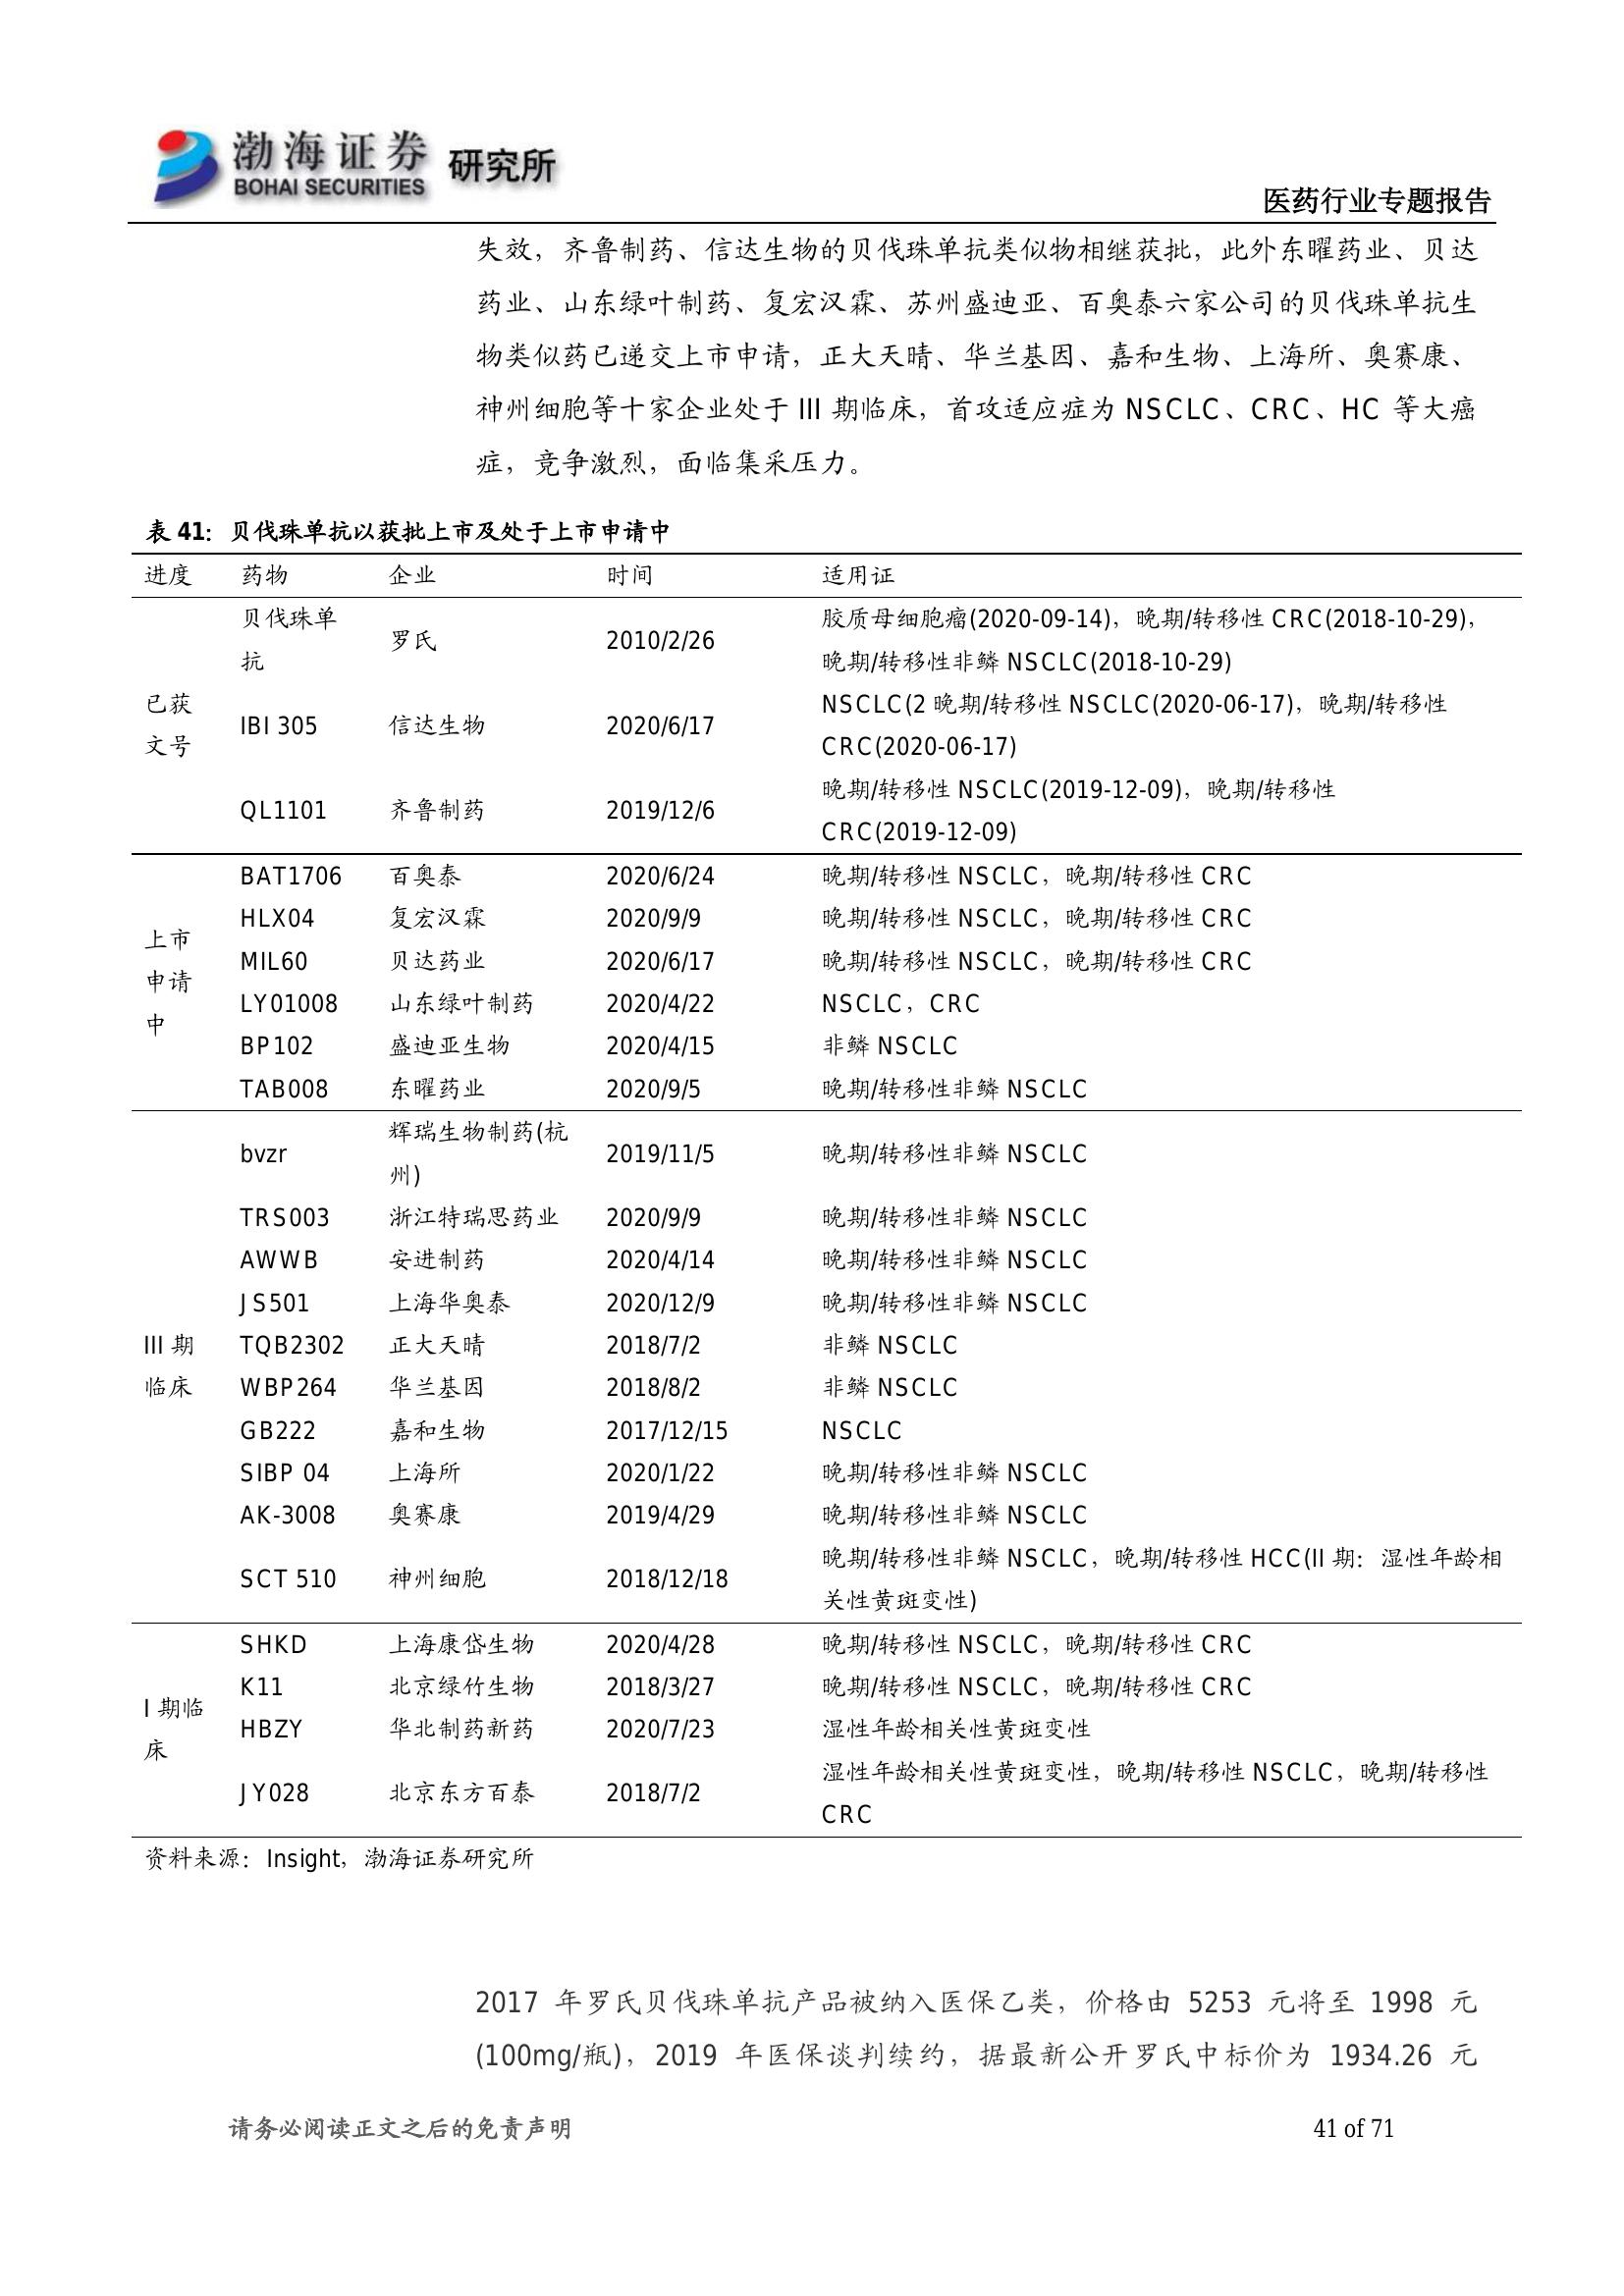 渤海证券 研究所
BOHAI SECURITIES
医药行业专题报告
失效，齐鲁制药、信达生物的贝伐珠单抗类似物相继获批，此外东曜药业、贝达
药业、山东绿叶制药、复宏汉霖、苏州盛迪亚、百奥泰六家公司的贝伐珠单抗生
物类似药已递交上市申请，正大天晴、华兰基因、嘉和生物、上海所、奥赛康、
神州细胞等十家企业处于 III 期临床，首攻适应症为 NSCLC、CRC、HC 等大癌
症，竞争激烈，面临集采压力。
表 41：贝伐珠单抗以获批上市及处于上市申请中
进度 药物 企业 时间 适用证
已获
文号
贝伐珠单
抗
罗氏 2010/2/26
胶质母细胞瘤(2020-09-14)，晚期/转移性 CRC(2018-10-29)，
晚期/转移性非鳞 NSCLC(2018-10-29)
IBI 305 信达生物 2020/6/17
NSCLC(2 晚期/转移性 NSCLC(2020-06-17)，晚期/转移性
CRC(2020-06-17)
QL1101 齐鲁制药 2019/12/6
晚期/转移性 NSCLC(2019-12-09)，晚期/转移性
CRC(2019-12-09)
上市
申请
中
BAT1706 百奥泰 2020/6/24 晚期/转移性 NSCLC，晚期/转移性 CRC
HLX04 复宏汉霖 2020/9/9 晚期/转移性 NSCLC，晚期/转移性 CRC
MIL60 贝达药业 2020/6/17 晚期/转移性 NSCLC，晚期/转移性 CRC
LY01008 山东绿叶制药 2020/4/22 NSCLC，CRC
BP102 盛迪亚生物 2020/4/15 非鳞 NSCLC
TAB008 东曜药业 2020/9/5 晚期/转移性非鳞 NSCLC
III 期
临床
bvzr
辉瑞生物制药(杭
州)
2019/11/5 晚期/转移性非鳞 NSCLC
TRS003 浙江特瑞思药业 2020/9/9 晚期/转移性非鳞 NSCLC
AWWB 安进制药 2020/4/14 晚期/转移性非鳞 NSCLC
JS501 上海华奥泰 2020/12/9 晚期/转移性非鳞 NSCLC
TQB2302 正大天晴 2018/7/2 非鳞 NSCLC
WBP264 华兰基因 2018/8/2 非鳞 NSCLC
GB222 嘉和生物 2017/12/15 NSCLC
SIBP 04 上海所 2020/1/22 晚期/转移性非鳞 NSCLC
AK-3008 奥赛康 2019/4/29 晚期/转移性非鳞 NSCLC
SCT 510 神州细胞 2018/12/18
晚期/转移性非鳞 NSCLC，晚期/转移性 HCC(II 期：湿性年龄相
关性黄斑变性)
I 期临
床
SHKD 上海康岱生物 2020/4/28 晚期/转移性 NSCLC，晚期/转移性 CRC
K11 北京绿竹生物 2018/3/27 晚期/转移性 NSCLC，晚期/转移性 CRC
HBZY 华北制药新药 2020/7/23 湿性年龄相关性黄斑变性
JY028 北京东方百泰 2018/7/2
湿性年龄相关性黄斑变性，晚期/转移性 NSCLC，晚期/转移性
CRC
资料来源：Insight，渤海证券研究所
2017 年罗氏贝伐珠单抗产品被纳入医保乙类，价格由 5253 元将至 1998 元
(100mg/瓶)，2019 年医保谈判续约，据最新公开罗氏中标价为 1934.26 元
请务必阅读正文之后的免责声明
41 of 71